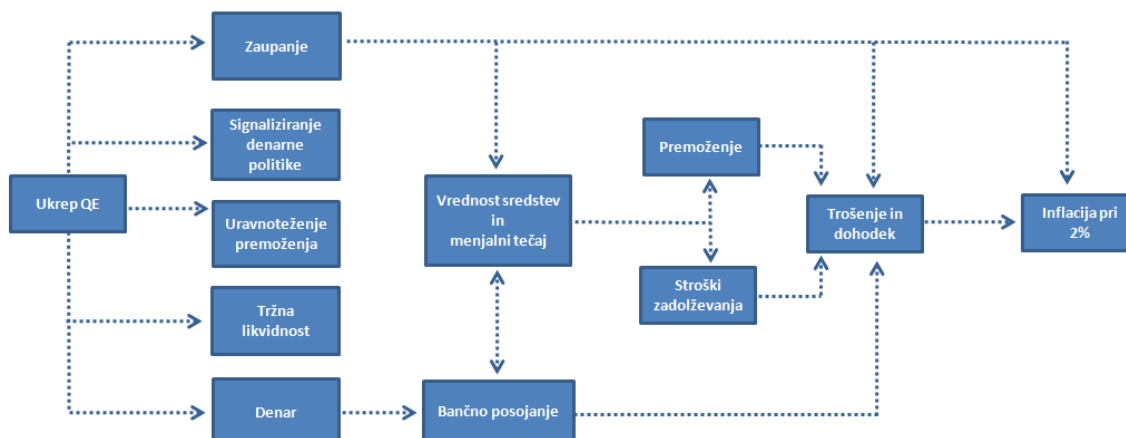 Zaupanje
Signaliziranje
denarne
politike
Ukrep QE
Uravnoteženje
premoženja
Tržna
likvidnost
Denar
Vrednost sredstev
in
menjalni tečaj
Bančno posojanje
Premoženje
Stroški
zadolževanja
Trošenje in
dohodek
Inflacija pri
2%